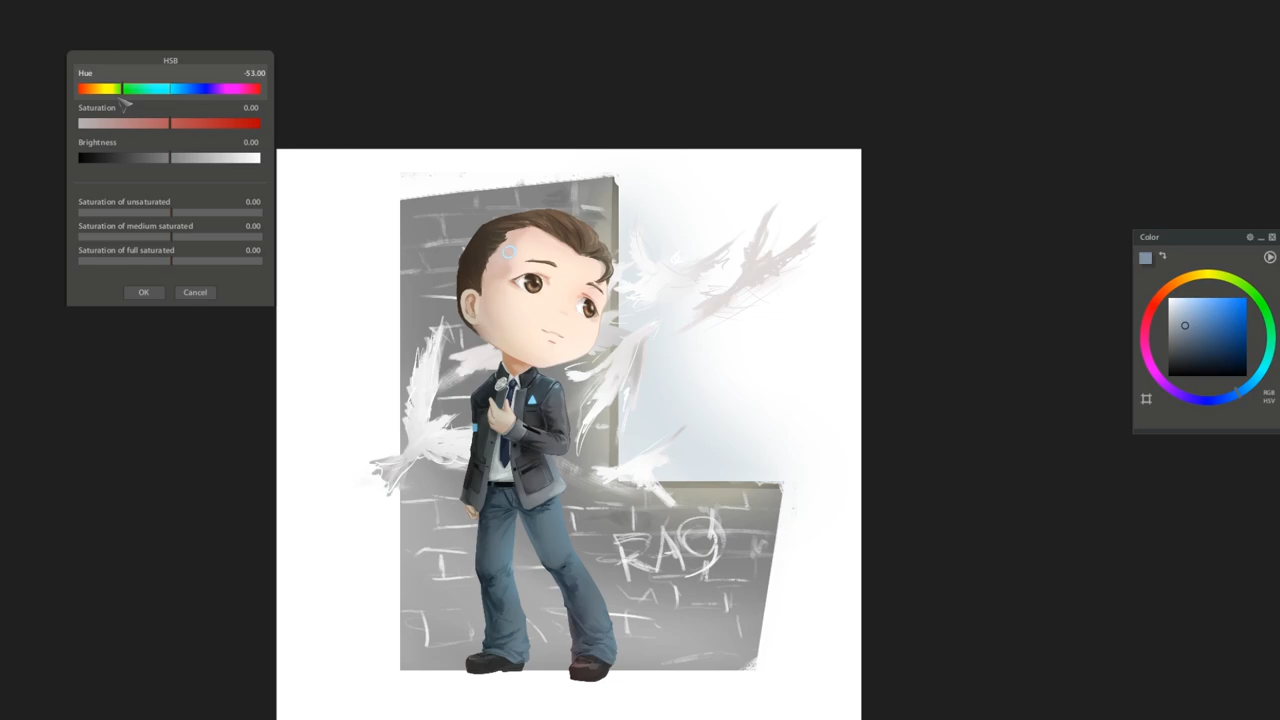 HSB
Hue -53.00
Saturation 0.00
Brightness 0.00
Saturation of unsaturated 0.00
Saturation of medium saturated 0.00
Saturation of full saturated 0.00
OK Cancel
Color
RGB
HSV
RA9